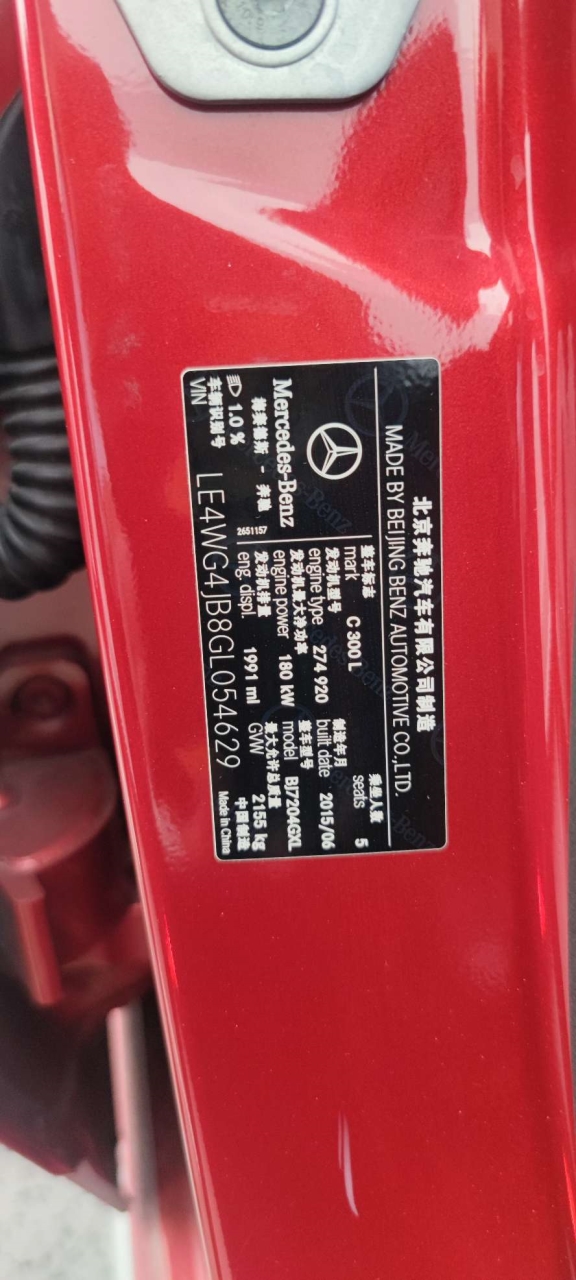 北京奔驰汽车有限公司制造
MADE BY BEIJING BENZ AUTOMOTIVE CO.,LTD.
Mercedes-Benz
梅赛德斯 - 奔驰
1.0 %
2651157
整车标志
mark C 300 L
乘坐人数
seats 5
发动机型号
engine type 274 920
制造年月
built date 2015/06
发动机最大净功率
engine power 180 kW
整车型号
model BJ7204GXL
发动机排量
eng. displ. 1991 ml
最大允许总质量
GVW 2155 kg
车辆识别号
VIN LE4WG4JB8GL054629
中国制造
Made in China